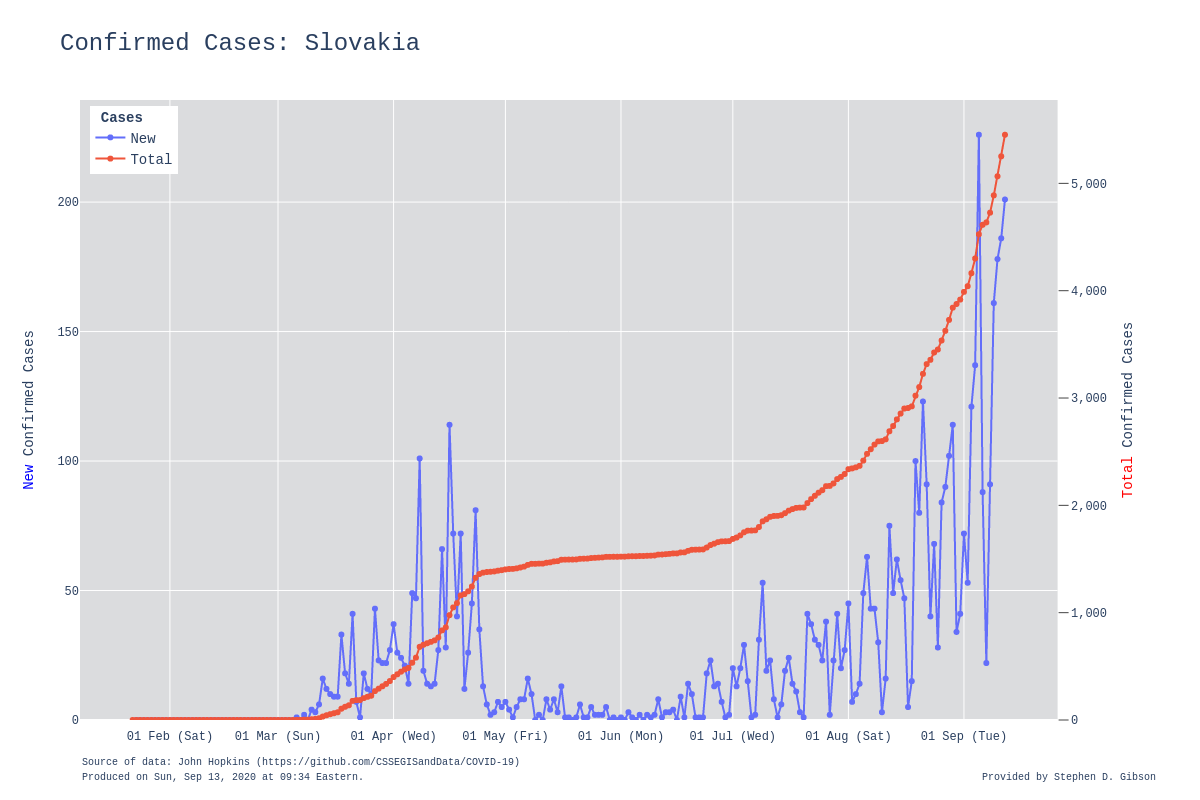 Confirmed Cases: Slovakia
Cases
New
Total
200
150
100
50
0
5,000
4,000
3,000
2,000
1,000
0
New Confirmed Cases
Total Confirmed Cases
01 Feb (Sat) 01 Mar (Sun) 01 Apr (Wed) 01 May (Fri) 01 Jun (Mon) 01 Jul (Wed) 01 Aug (Sat) 01 Sep (Tue)
Source of data: John Hopkins (https://github.com/CSSEGISandData/COVID-19)
Produced on Sun, Sep 13, 2020 at 09:34 Eastern.
Provided by Stephen D. Gibson